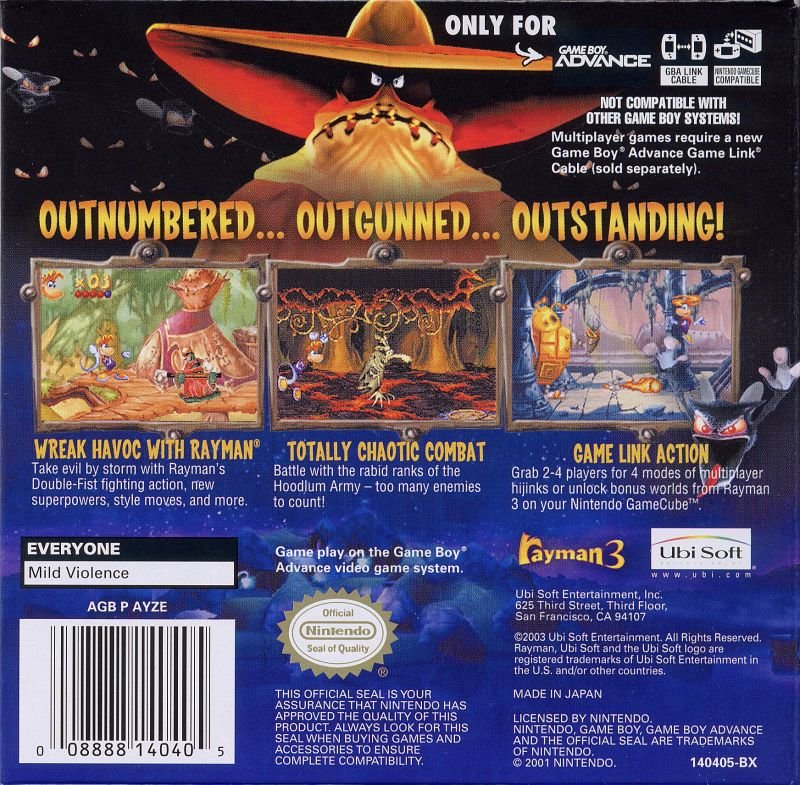 ONLY FOR
GAME BOY ADVANCE
GBA LINK
CABLE
NINTENDO GAMECUBE
COMPATIBLE
NOT COMPATIBLE WITH
OTHER GAME BOY SYSTEMS!
Multiplayer games require a new
Game Boy® Advance Game Link®
Cable (sold separately).
OUTNUMBERED... OUTGUNNED... OUTSTANDING!
X03
WREAK HAVOC WITH RAYMAN®
Take evil by storm with Rayman's
Double-Fist fighting action, new
superpowers, style moves, and more.
TOTALLY CHAOTIC COMBAT
Battle with the rabid ranks of the
Hoodlum Army – too many enemies
to count!
GAME LINK ACTION
Grab 2-4 players for 4 modes of multiplayer
hijinks or unlock bonus worlds from Rayman
3 on your Nintendo GameCube™.
EVERYONE
Mild Violence
AGB P AYZE
0 08888 14040 5
Game play on the Game Boy®
Advance video game system.
Official
Nintendo
Seal of Quality
®
THIS OFFICIAL SEAL IS YOUR
ASSURANCE THAT NINTENDO HAS
APPROVED THE QUALITY OF THIS
PRODUCT. ALWAYS LOOK FOR THIS
SEAL WHEN BUYING GAMES AND
ACCESSORIES TO ENSURE
COMPLETE COMPATIBILITY.
rayman 3
Ubi Soft
www.ubi.com
Ubi Soft Entertainment, Inc.
625 Third Street, Third Floor,
San Francisco, CA 94107
©2003 Ubi Soft Entertainment. All Rights Reserved.
Rayman, Ubi Soft and the Ubi Soft logo are
registered trademarks of Ubi Soft Entertainment in
the U.S. and/or other countries.
MADE IN JAPAN
LICENSED BY NINTENDO.
NINTENDO, GAME BOY, GAME BOY ADVANCE
AND THE OFFICIAL SEAL ARE TRADEMARKS
OF NINTENDO.
© 2001 NINTENDO.
140405-BX